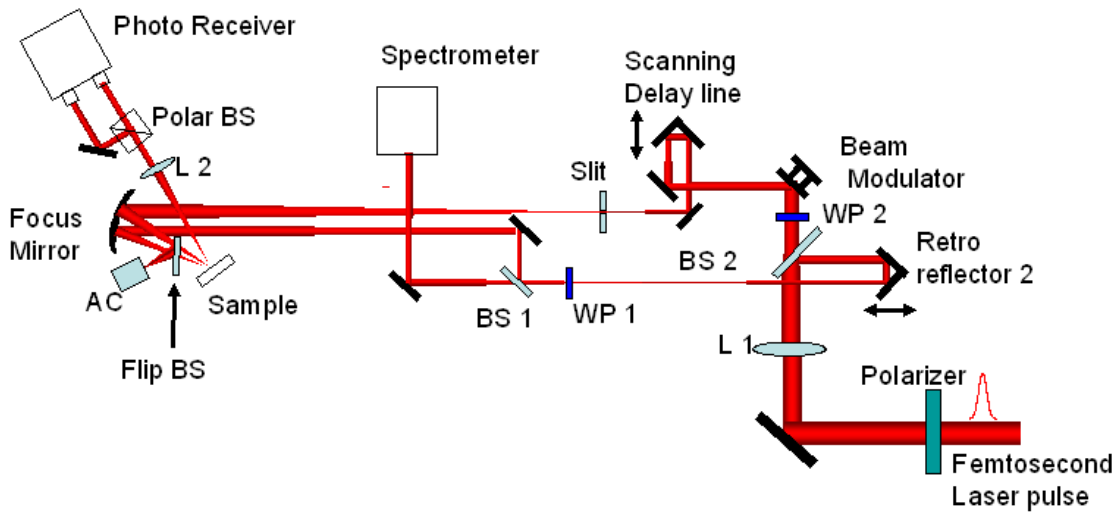 Photo Receiver
Spectrometer
Scanning
Delay line
Polar BS
Beam
Modulator
L 2
Slit
WP 2
Focus
Mirror
BS 2
Retro
reflector 2
AC
Sample
BS 1
WP 1
L 1
Flip BS
Polarizer
Femtosecond
Laser pulse